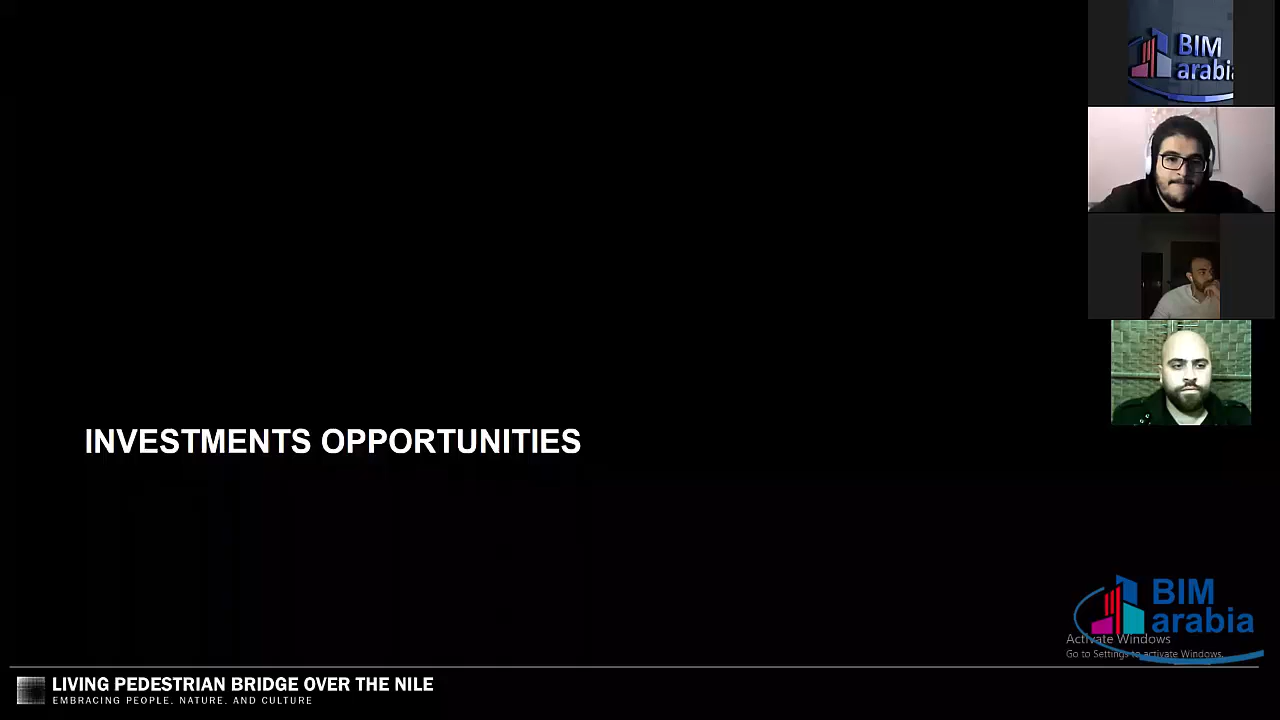 BIM
arabia
INVESTMENTS OPPORTUNITIES
BIM
arabia
Activate Windows
Go to Settings to activate Windows.
LIVING PEDESTRIAN BRIDGE OVER THE NILE
EMBRACING PEOPLE, NATURE, AND CULTURE